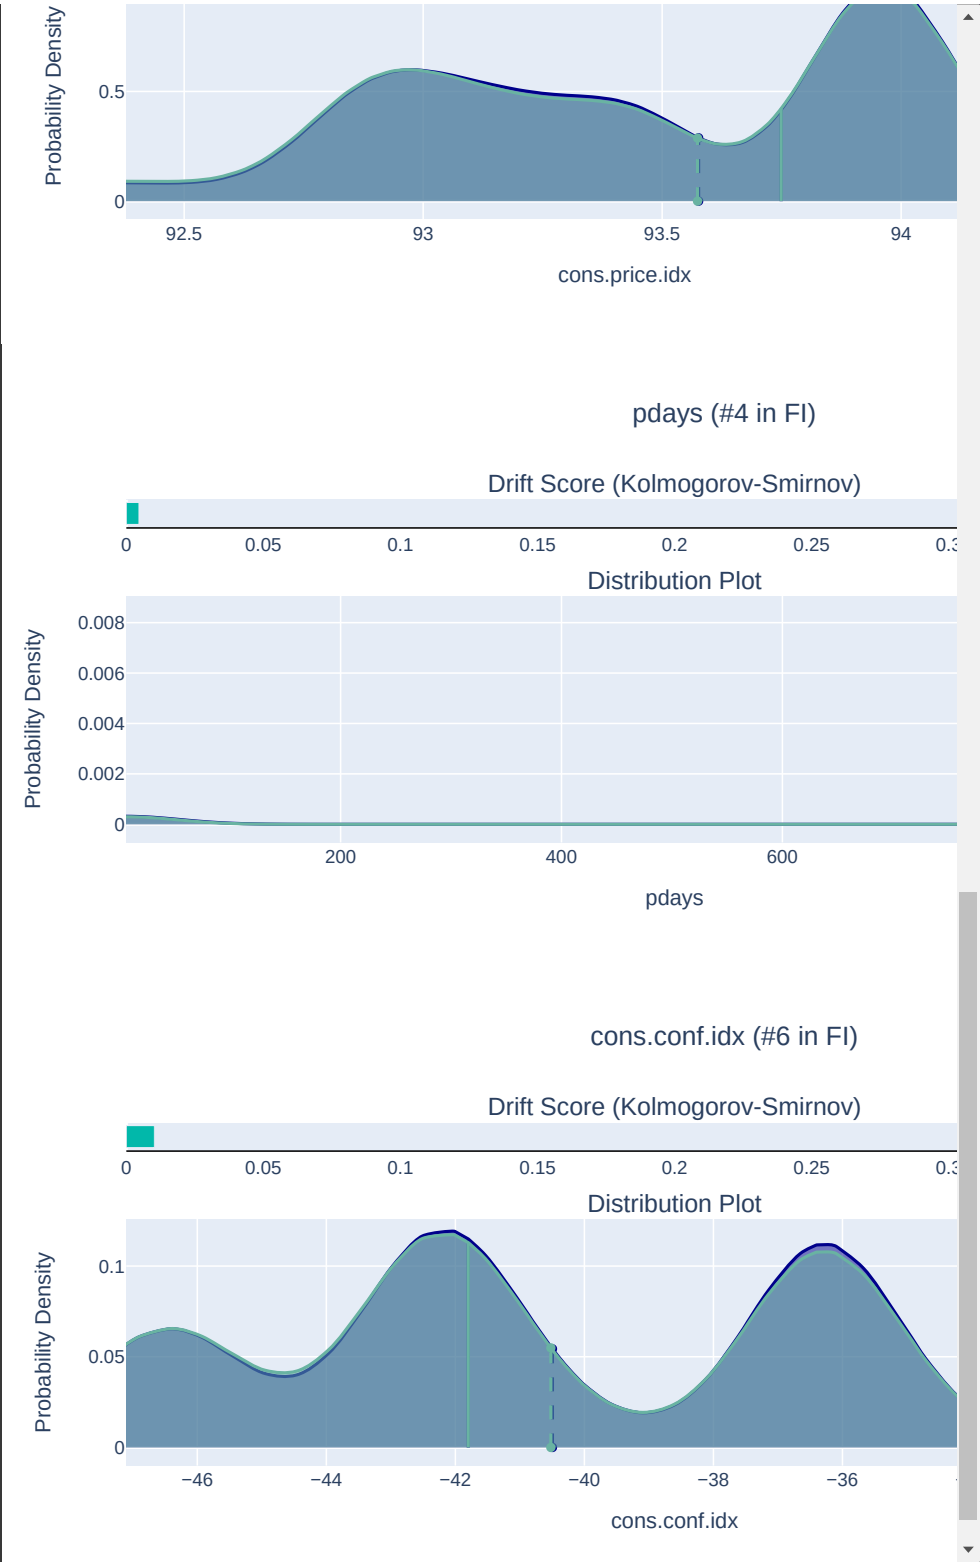 Probability Density
0.5
0
92.5 93 93.5 94
cons.price.idx
pdays (#4 in FI)
Drift Score (Kolmogorov-Smirnov)
0 0.05 0.1 0.15 0.2 0.25
Distribution Plot
Probability Density
0.008
0.006
0.004
0.002
0
200 400 600
pdays
cons.conf.idx (#6 in FI)
Drift Score (Kolmogorov-Smirnov)
0 0.05 0.1 0.15 0.2 0.25
Distribution Plot
Probability Density
0.1
0.05
0
−46 −44 −42 −40 −38 −36
cons.conf.idx